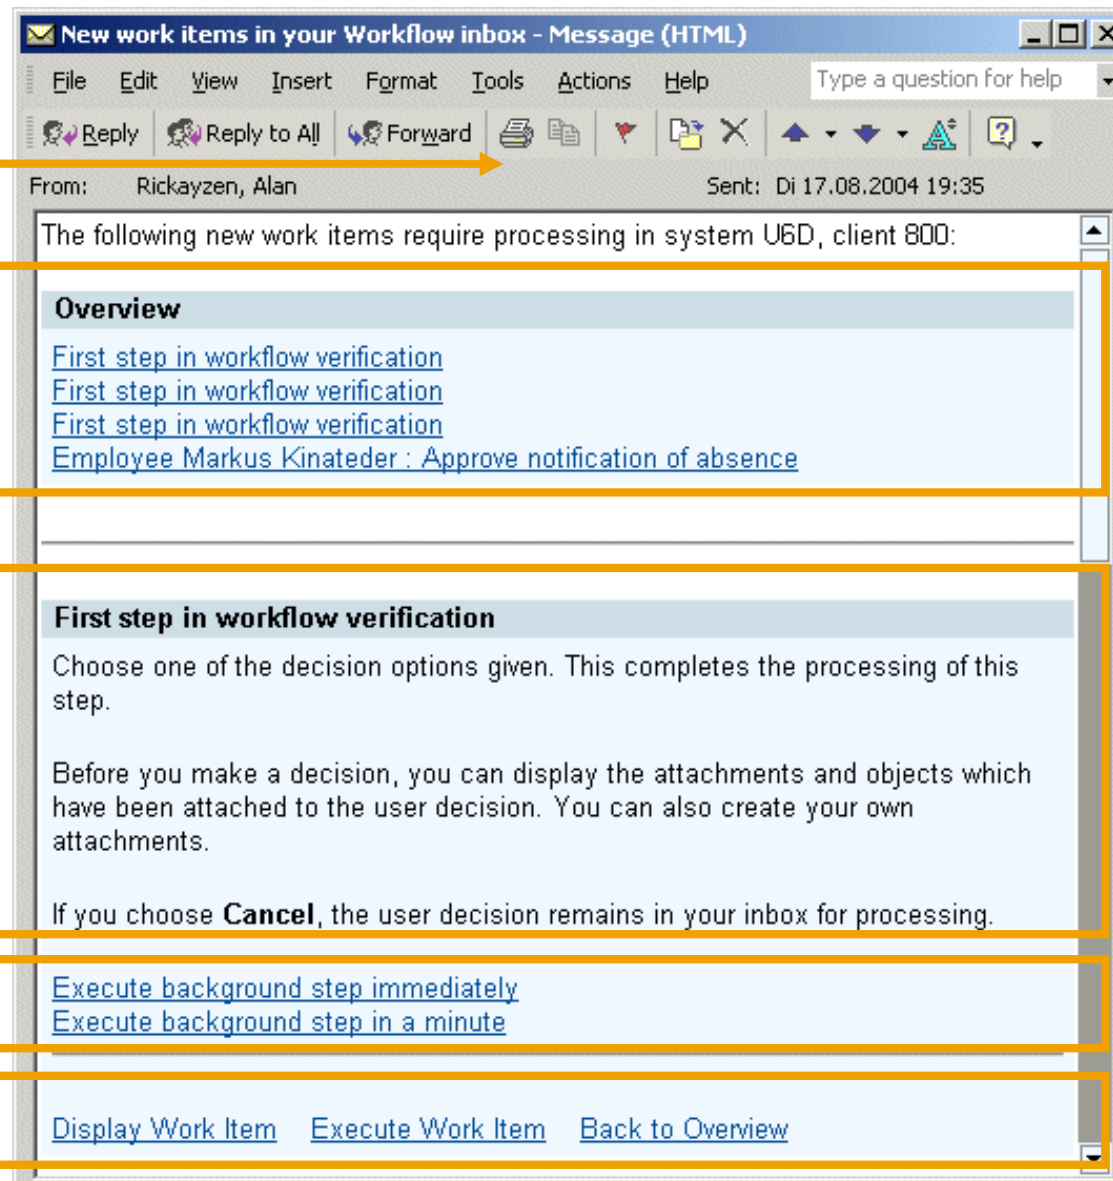 New work items in your Workflow inbox - Message (HTML)
File Edit View Insert Format Tools Actions Help Type a question for help
Reply Reply to All Forward
From: Rickayzen, Alan Sent: Di 17.08.2004 19:35
The following new work items require processing in system U6D, client 800:
Overview
First step in workflow verification
First step in workflow verification
First step in workflow verification
Employee Markus Kinateder : Approve notification of absence
First step in workflow verification
Choose one of the decision options given. This completes the processing of this
step.
Before you make a decision, you can display the attachments and objects which
have been attached to the user decision. You can also create your own
attachments.
If you choose Cancel, the user decision remains in your inbox for processing.
Execute background step immediately
Execute background step in a minute
Display Work Item Execute Work Item Back to Overview